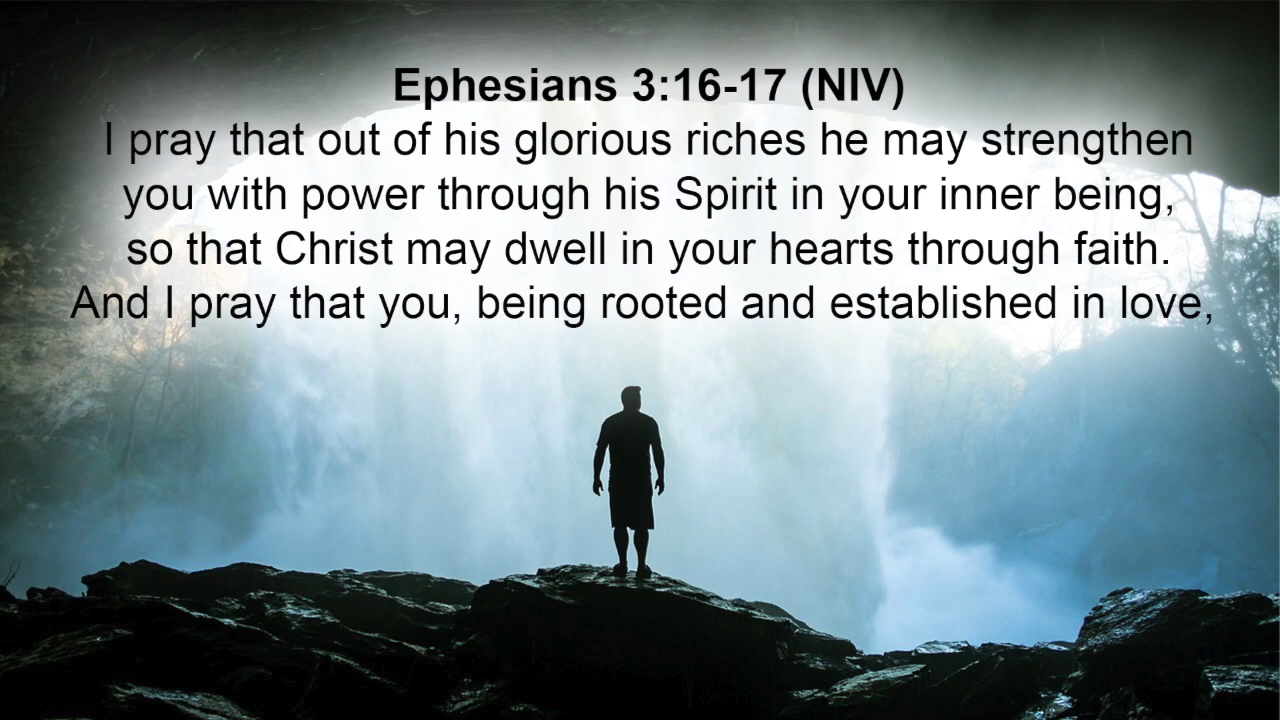 Ephesians 3:16-17 (NIV)
I pray that out of his glorious riches he may strengthen
you with power through his Spirit in your inner being,
so that Christ may dwell in your hearts through faith.
And I pray that you, being rooted and established in love,